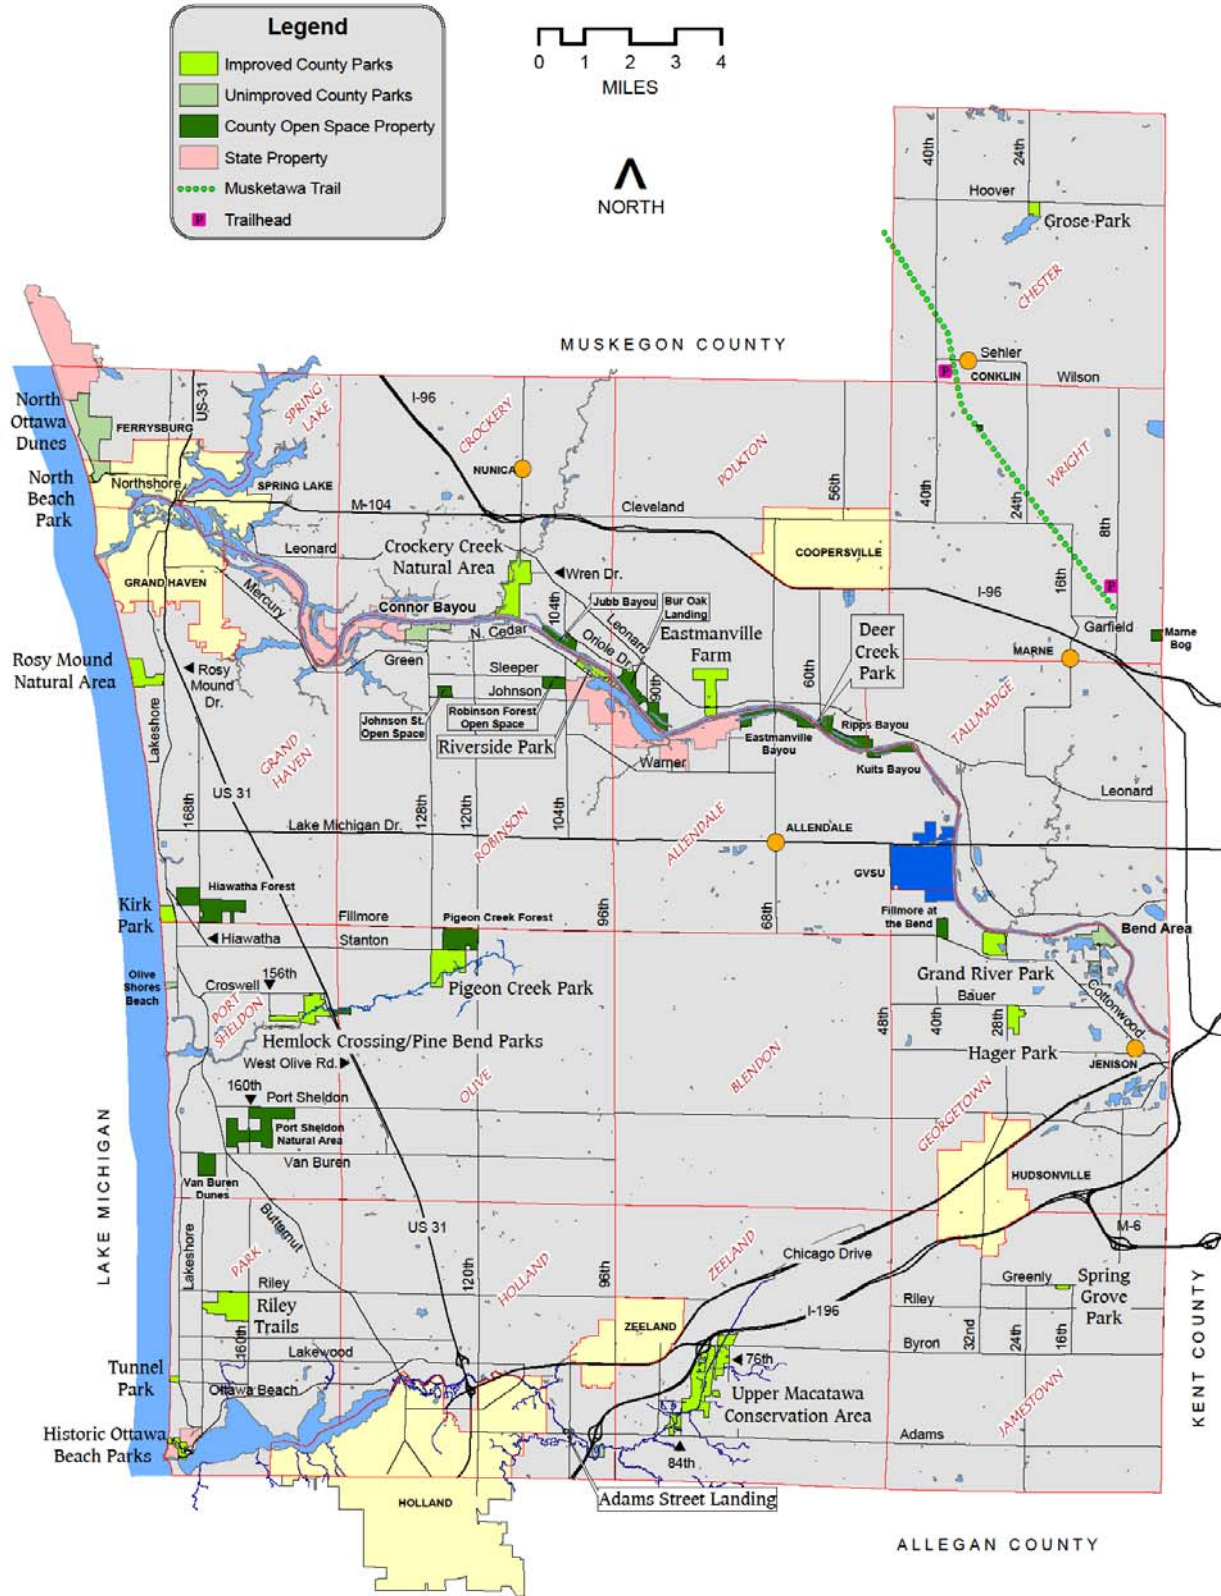 Legend
Improved County Parks
Unimproved County Parks
County Open Space Property
State Property
Musketawa Trail
P Trailhead
0 1 2 3 4
MILES
NORTH
40th
24th
Hoover
Grose Park
CHESTER
MUSKEGON COUNTY
Sehler
P
CONKLIN
Wilson
North
Ottawa
Dunes
FERRYSBURG
US-31
SPRING
LAKE
I-96
CROCKERY
NUNICA
POLKTON
56th
40th
24th
WRIGHT
8th
North
Beach
Park
Northshore
SPRING LAKE
M-104
Cleveland
COOPERSVILLE
Leonard
Crockery Creek
Natural Area
Wren Dr.
GRAND HAVEN
Mercury
Connor Bayou
104th
Jubb Bayou
Bur Oak
Landing
Leonard
Oriole Dr.
Eastmanville
Farm
Deer
Creek
Park
I-96
16th
P
Garfield
Marne
Bog
MARNE
N. Cedar
Green
Sleeper
Johnson
90th
60th
Rosy Mound
Natural Area
Rosy
Mound
Dr.
Lakeshore
Johnson St.
Open Space
Robinson Forest
Open Space
Riverside Park
Warner
Eastmanville
Bayou
Ripps Bayou
Kuits Bayou
TALLMADGE
GRAND
HAVEN
168th
US 31
128th
120th
104th
Leonard
Lake Michigan Dr.
ROBINSON
ALLENDALE
ALLENDALE
GVSU
Hiawatha Forest
Kirk
Park
Fillmore
Pigeon Creek Forest
96th
68th
Fillmore at
the Bend
Bend Area
Hiawatha
Stanton
Grand River Park
Olive
Shores
Beach
Croswell
156th
Pigeon Creek Park
Bauer
Cottonwood
PORT
SHELDON
48th
40th
28th
Hemlock Crossing/Pine Bend Parks
Hager Park
JENISON
West Olive Rd.
160th
Port Sheldon
OLIVE
BLENDON
GEORGETOWN
Port Sheldon
Natural Area
Van Buren
Van Buren
Dunes
HUDSONVILLE
LAKE MICHIGAN
Butternut
US 31
M-6
Lakeshore
PARK
Riley
120th
HOLLAND
96th
ZEELAND
Chicago Drive
Greenly
Spring
Grove
Park
Riley
Trails
160th
I-196
Riley
32nd
24th
16th
KENT COUNTY
ZEELAND
Byron
Lakewood
Tunnel
Park
Ottawa Beach
76th
Upper Macatawa
Conservation Area
JAMESTOWN
Historic Ottawa
Beach Parks
Adams
84th
Adams Street Landing
HOLLAND
ALLEGAN COUNTY